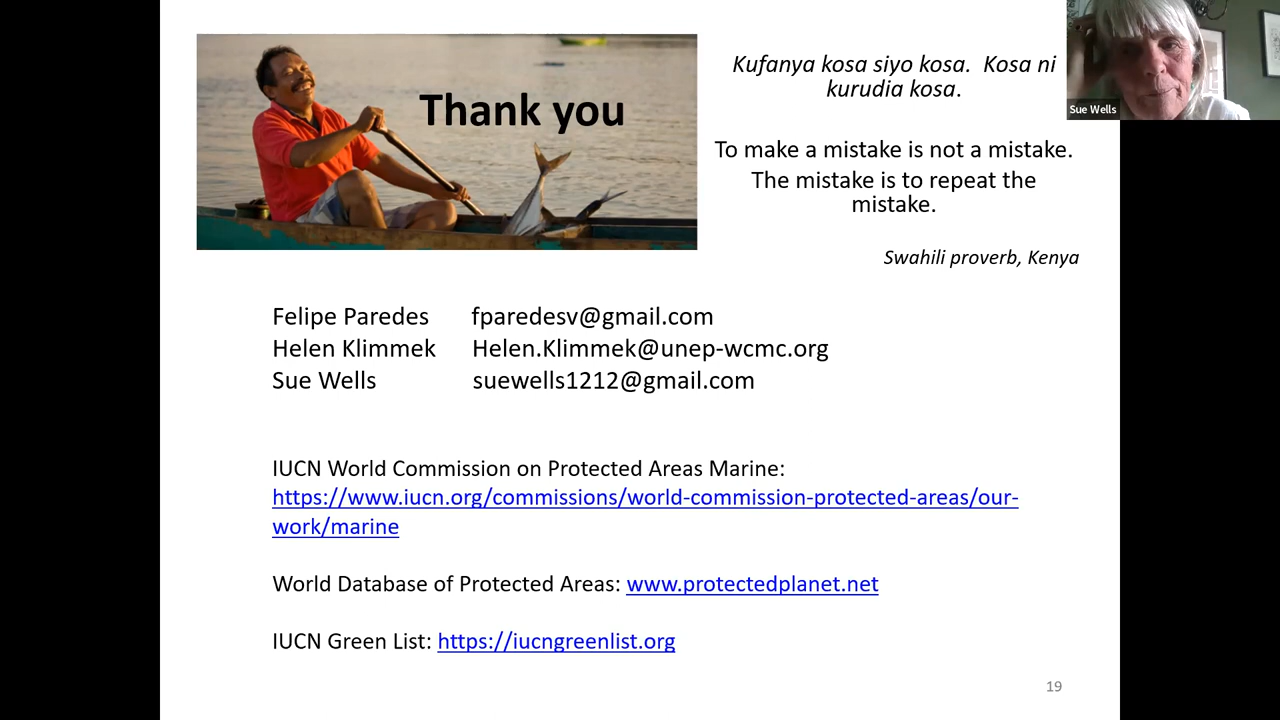 Thank you
Kufanya kosa siyo kosa.  Kosa ni
kurudia kosa.
To make a mistake is not a mistake.
The mistake is to repeat the
mistake.
Swahili proverb, Kenya
Sue Wells
Felipe Paredes fparedesv@gmail.com
Helen Klimmek Helen.Klimmek@unep-wcmc.org
Sue Wells suewells1212@gmail.com
IUCN World Commission on Protected Areas Marine:
https://www.iucn.org/commissions/world-commission-protected-areas/our-
work/marine
World Database of Protected Areas: www.protectedplanet.net
IUCN Green List: https://iucngreenlist.org
19